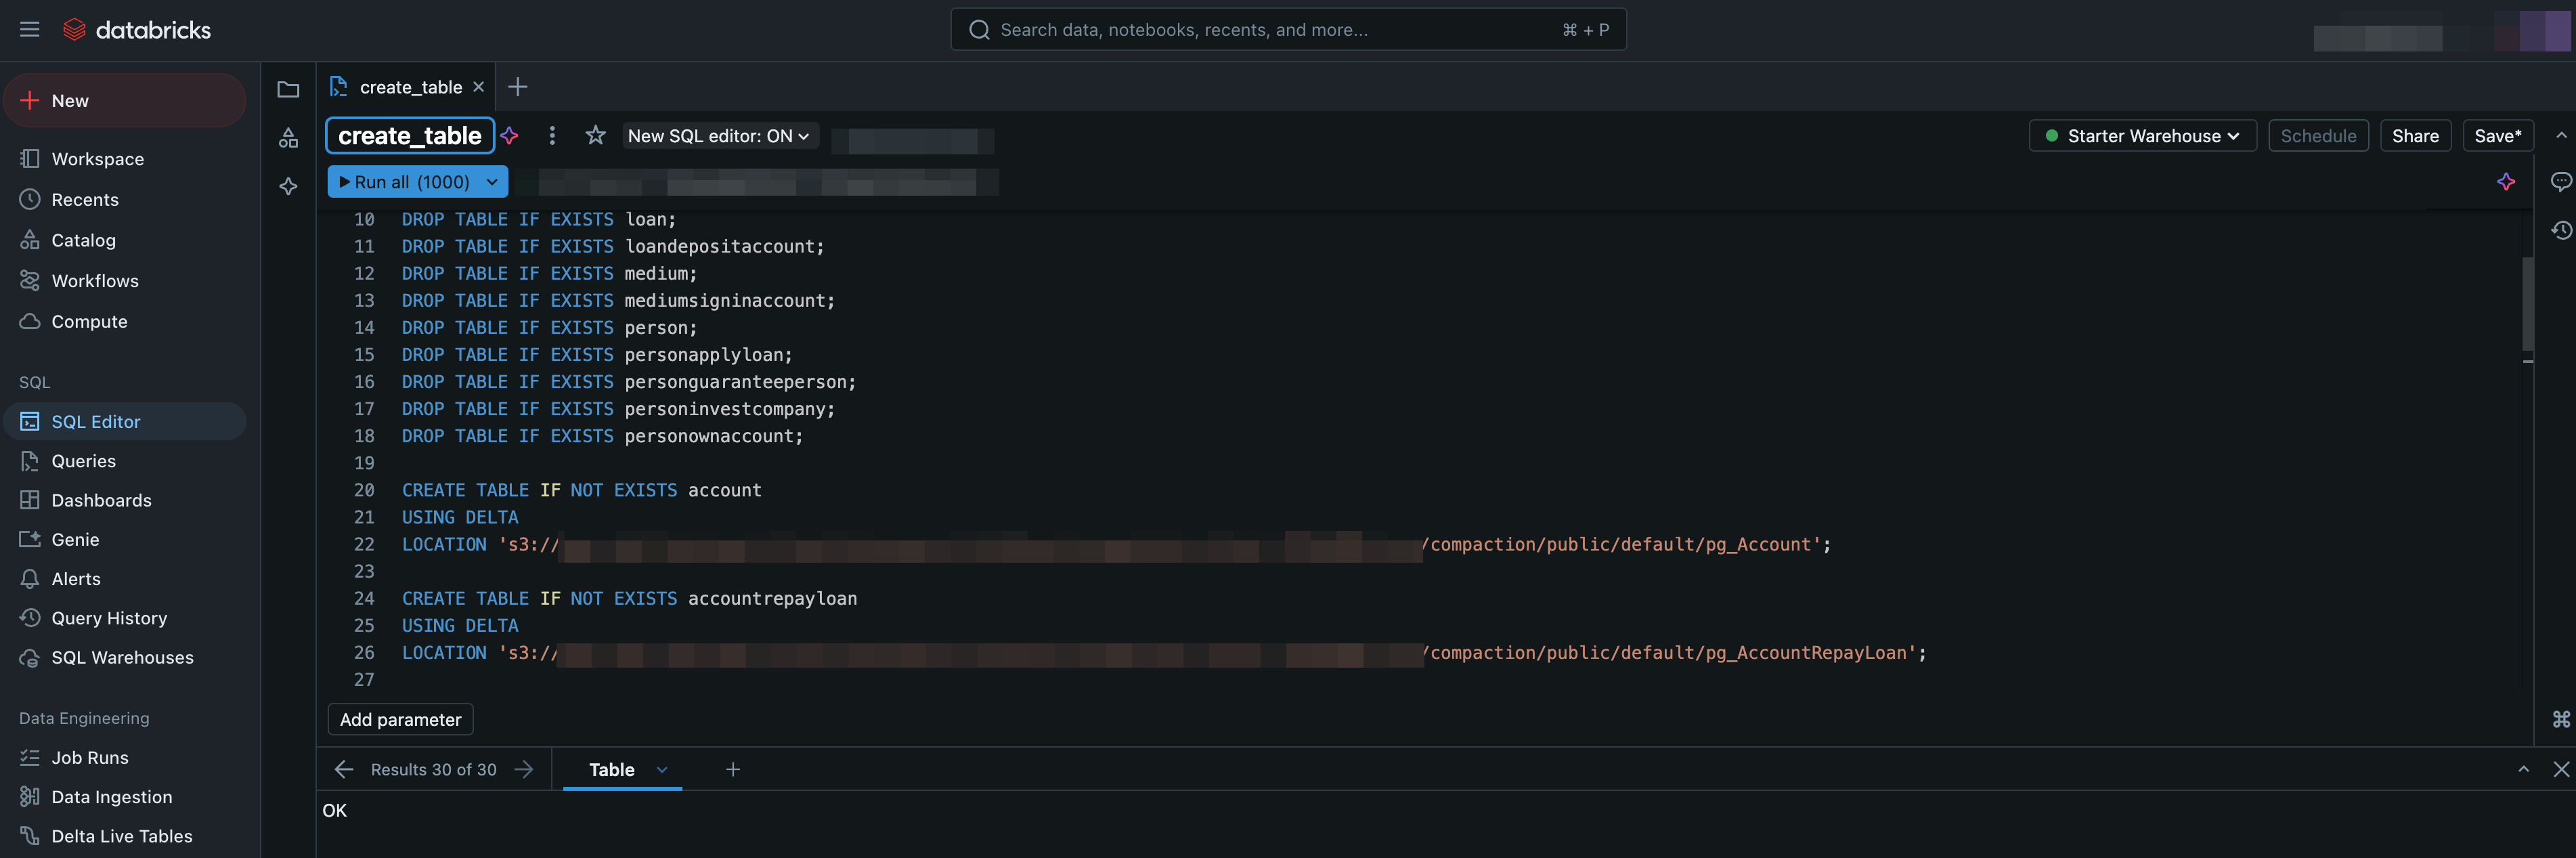 databricks
Search data, notebooks, recents, and more...
⌘ + P
New
Workspace
Recents
Catalog
Workflows
Compute
SQL
SQL Editor
Queries
Dashboards
Genie
Alerts
Query History
SQL Warehouses
Data Engineering
Job Runs
Data Ingestion
Delta Live Tables
create_table
create_table
New SQL editor: ON
Starter Warehouse
Schedule
Share
Save*
Run all (1000)
10 DROP TABLE IF EXISTS loan;
11 DROP TABLE IF EXISTS loandepositaccount;
12 DROP TABLE IF EXISTS medium;
13 DROP TABLE IF EXISTS mediumsigninaccount;
14 DROP TABLE IF EXISTS person;
15 DROP TABLE IF EXISTS personapplyloan;
16 DROP TABLE IF EXISTS personguaranteeperson;
17 DROP TABLE IF EXISTS personinvestcompany;
18 DROP TABLE IF EXISTS personownaccount;
19
20 CREATE TABLE IF NOT EXISTS account
21 USING DELTA
22 LOCATION 's3:// /compaction/public/default/pg_Account';
23
24 CREATE TABLE IF NOT EXISTS accountrepayloan
25 USING DELTA
26 LOCATION 's3:// /compaction/public/default/pg_AccountRepayLoan';
27
Add parameter
Results 30 of 30
Table
OK